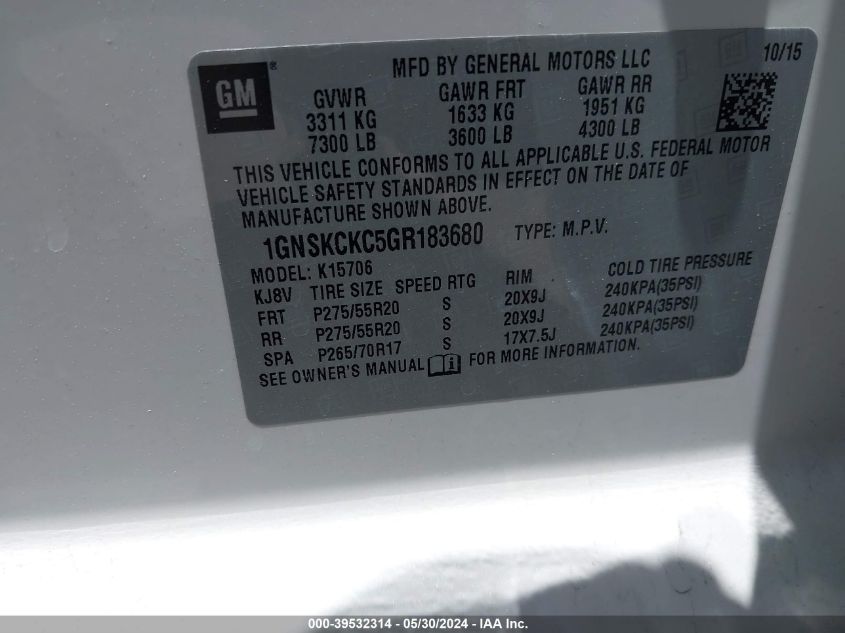 GM®
MFD BY GENERAL MOTORS LLC 10/15
GVWR GAWR FRT GAWR RR
3311 KG 1633 KG 1951 KG
7300 LB 3600 LB 4300 LB
THIS VEHICLE CONFORMS TO ALL APPLICABLE U.S. FEDERAL MOTOR
VEHICLE SAFETY STANDARDS IN EFFECT ON THE DATE OF
MANUFACTURE SHOWN ABOVE.
1GNSKCKC5GR183680 TYPE: M.P.V.
MODEL: K15706
KJ8V TIRE SIZE SPEED RTG RIM COLD TIRE PRESSURE
FRT P275/55R20 S 20X9J 240KPA(35PSI)
RR P275/55R20 S 20X9J 240KPA(35PSI)
SPA P265/70R17 S 17X7.5J 240KPA(35PSI)
SEE OWNER'S MANUAL i FOR MORE INFORMATION.
000-39532314 - 05/30/2024 - IAA Inc.